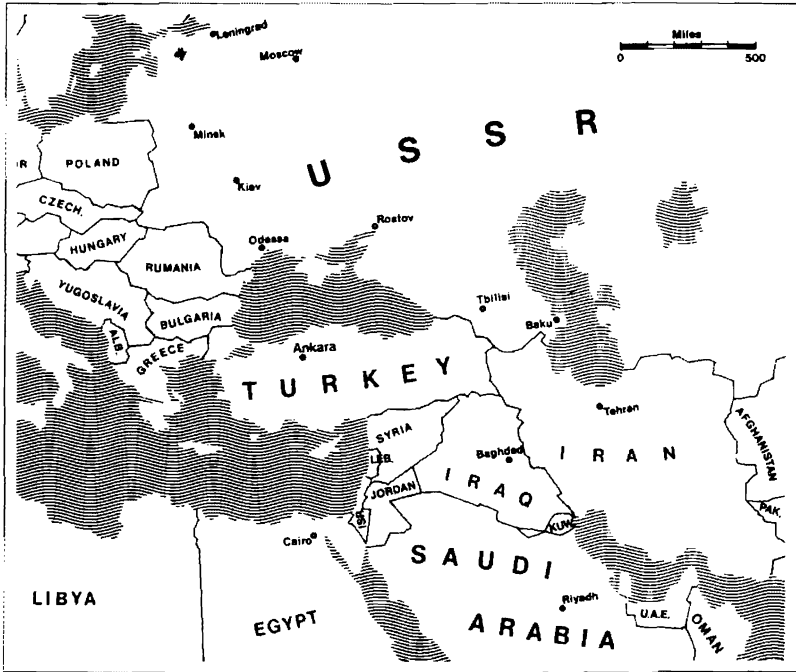 Leningrad
Moscow
Miles
0 500
Minsk
U S S R
OR
POLAND
Kiev
CZECH.
Rostov
HUNGARY
Odessa
RUMANIA
YUGOSLAVIA
Tbilisi
BULGARIA
Baku
ALB.
GREECE
Ankara
TURKEY
Tehran
AFGHANISTAN
SYRIA
LEB.
Baghdad
IRAN
JORDAN
IRAQ
PAK.
ISR.
KUW.
Cairo
SAUDI
LIBYA
EGYPT
Riyadh
U.A.E.
ARABIA
OMAN